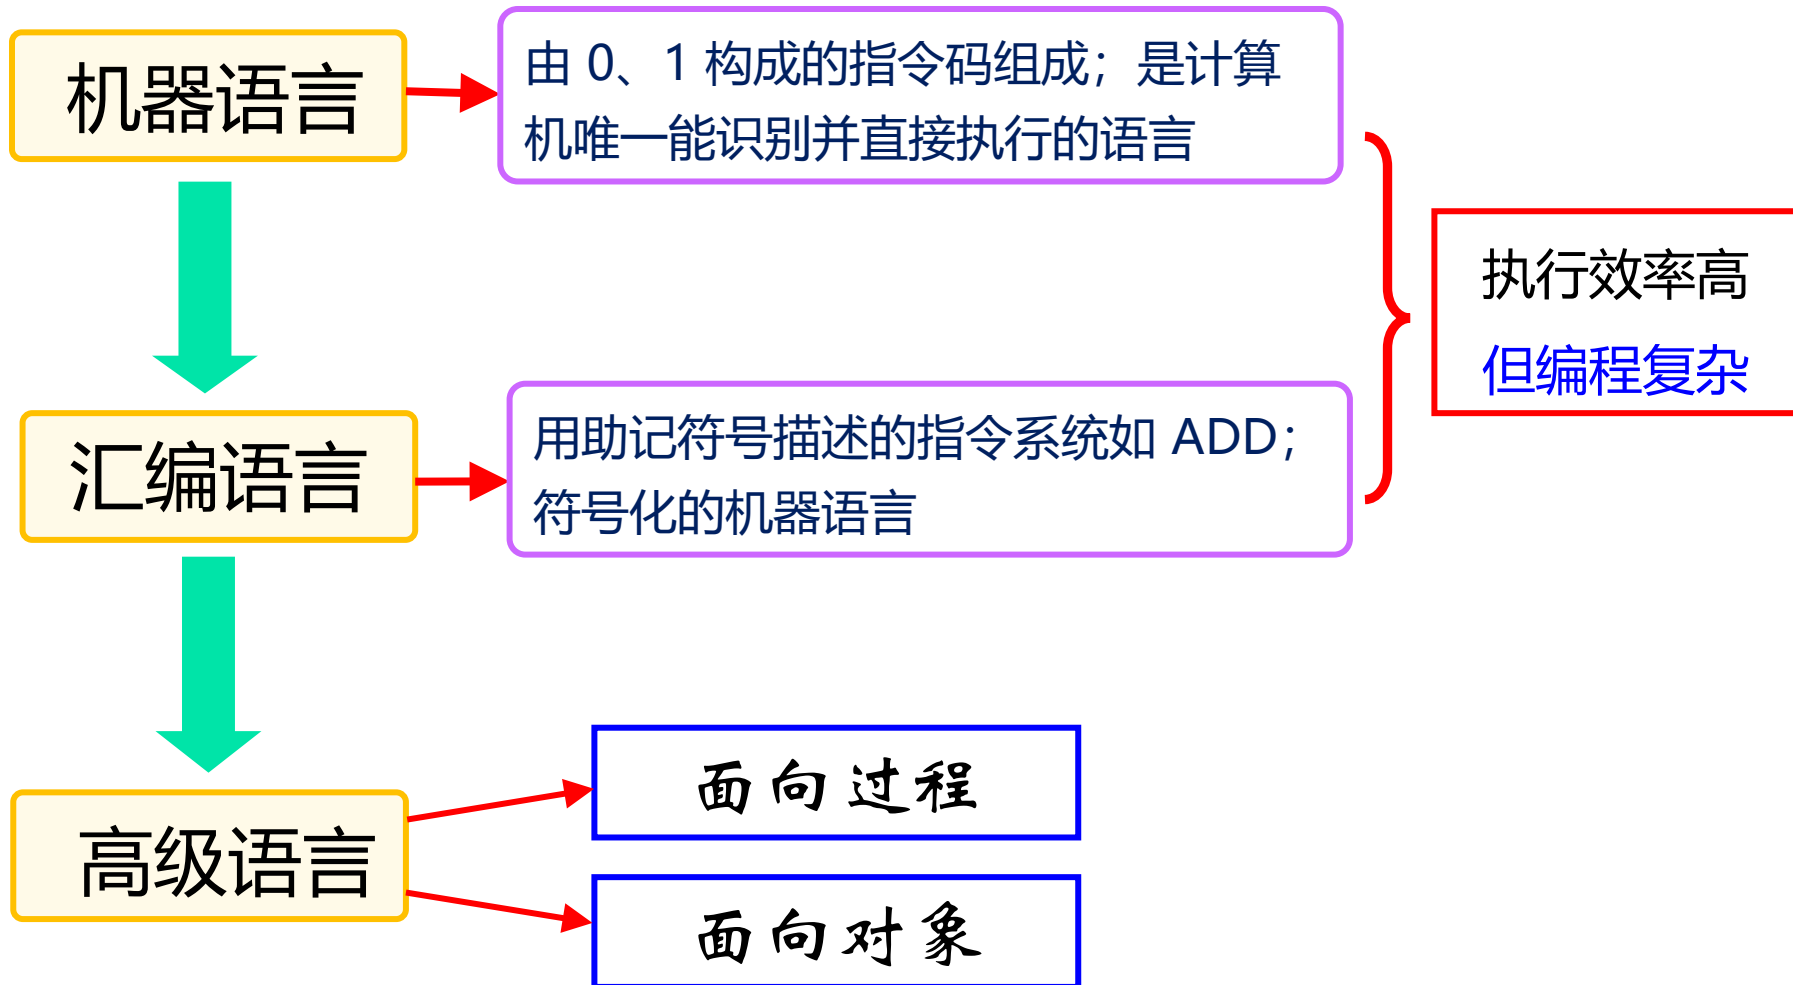 机器语言
由 0、1 构成的指令码组成；是计算
机唯一能识别并直接执行的语言
执行效率高
但编程复杂
汇编语言
用助记符号描述的指令系统如 ADD；
符号化的机器语言
高级语言
面向过程
面向对象